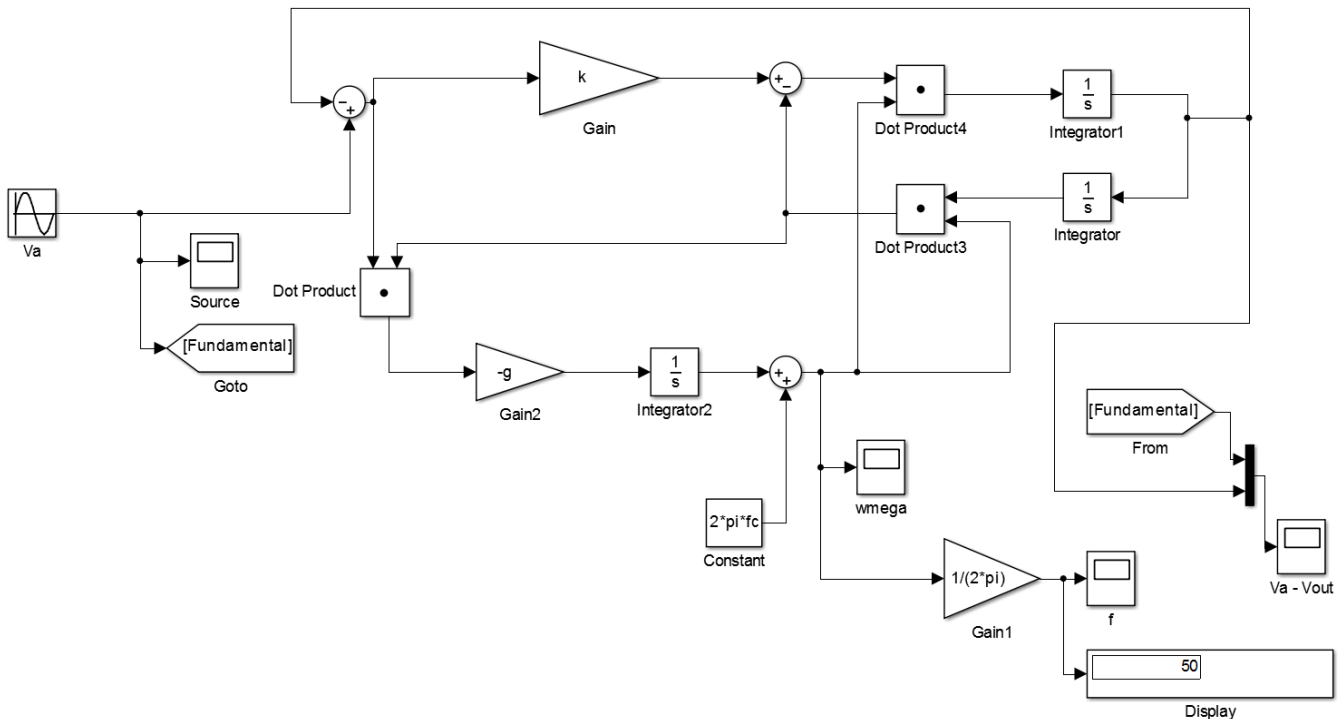 k
Gain
Dot Product4
1
s
Integrator1
Va
Source
[Fundamental]
Goto
Dot Product
Dot Product3
1
s
Integrator
-g
Gain2
1
s
Integrator2
[Fundamental]
From
wmega
2*pi*fc
Constant
1/(2*pi)
Gain1
f
Va - Vout
50
Display